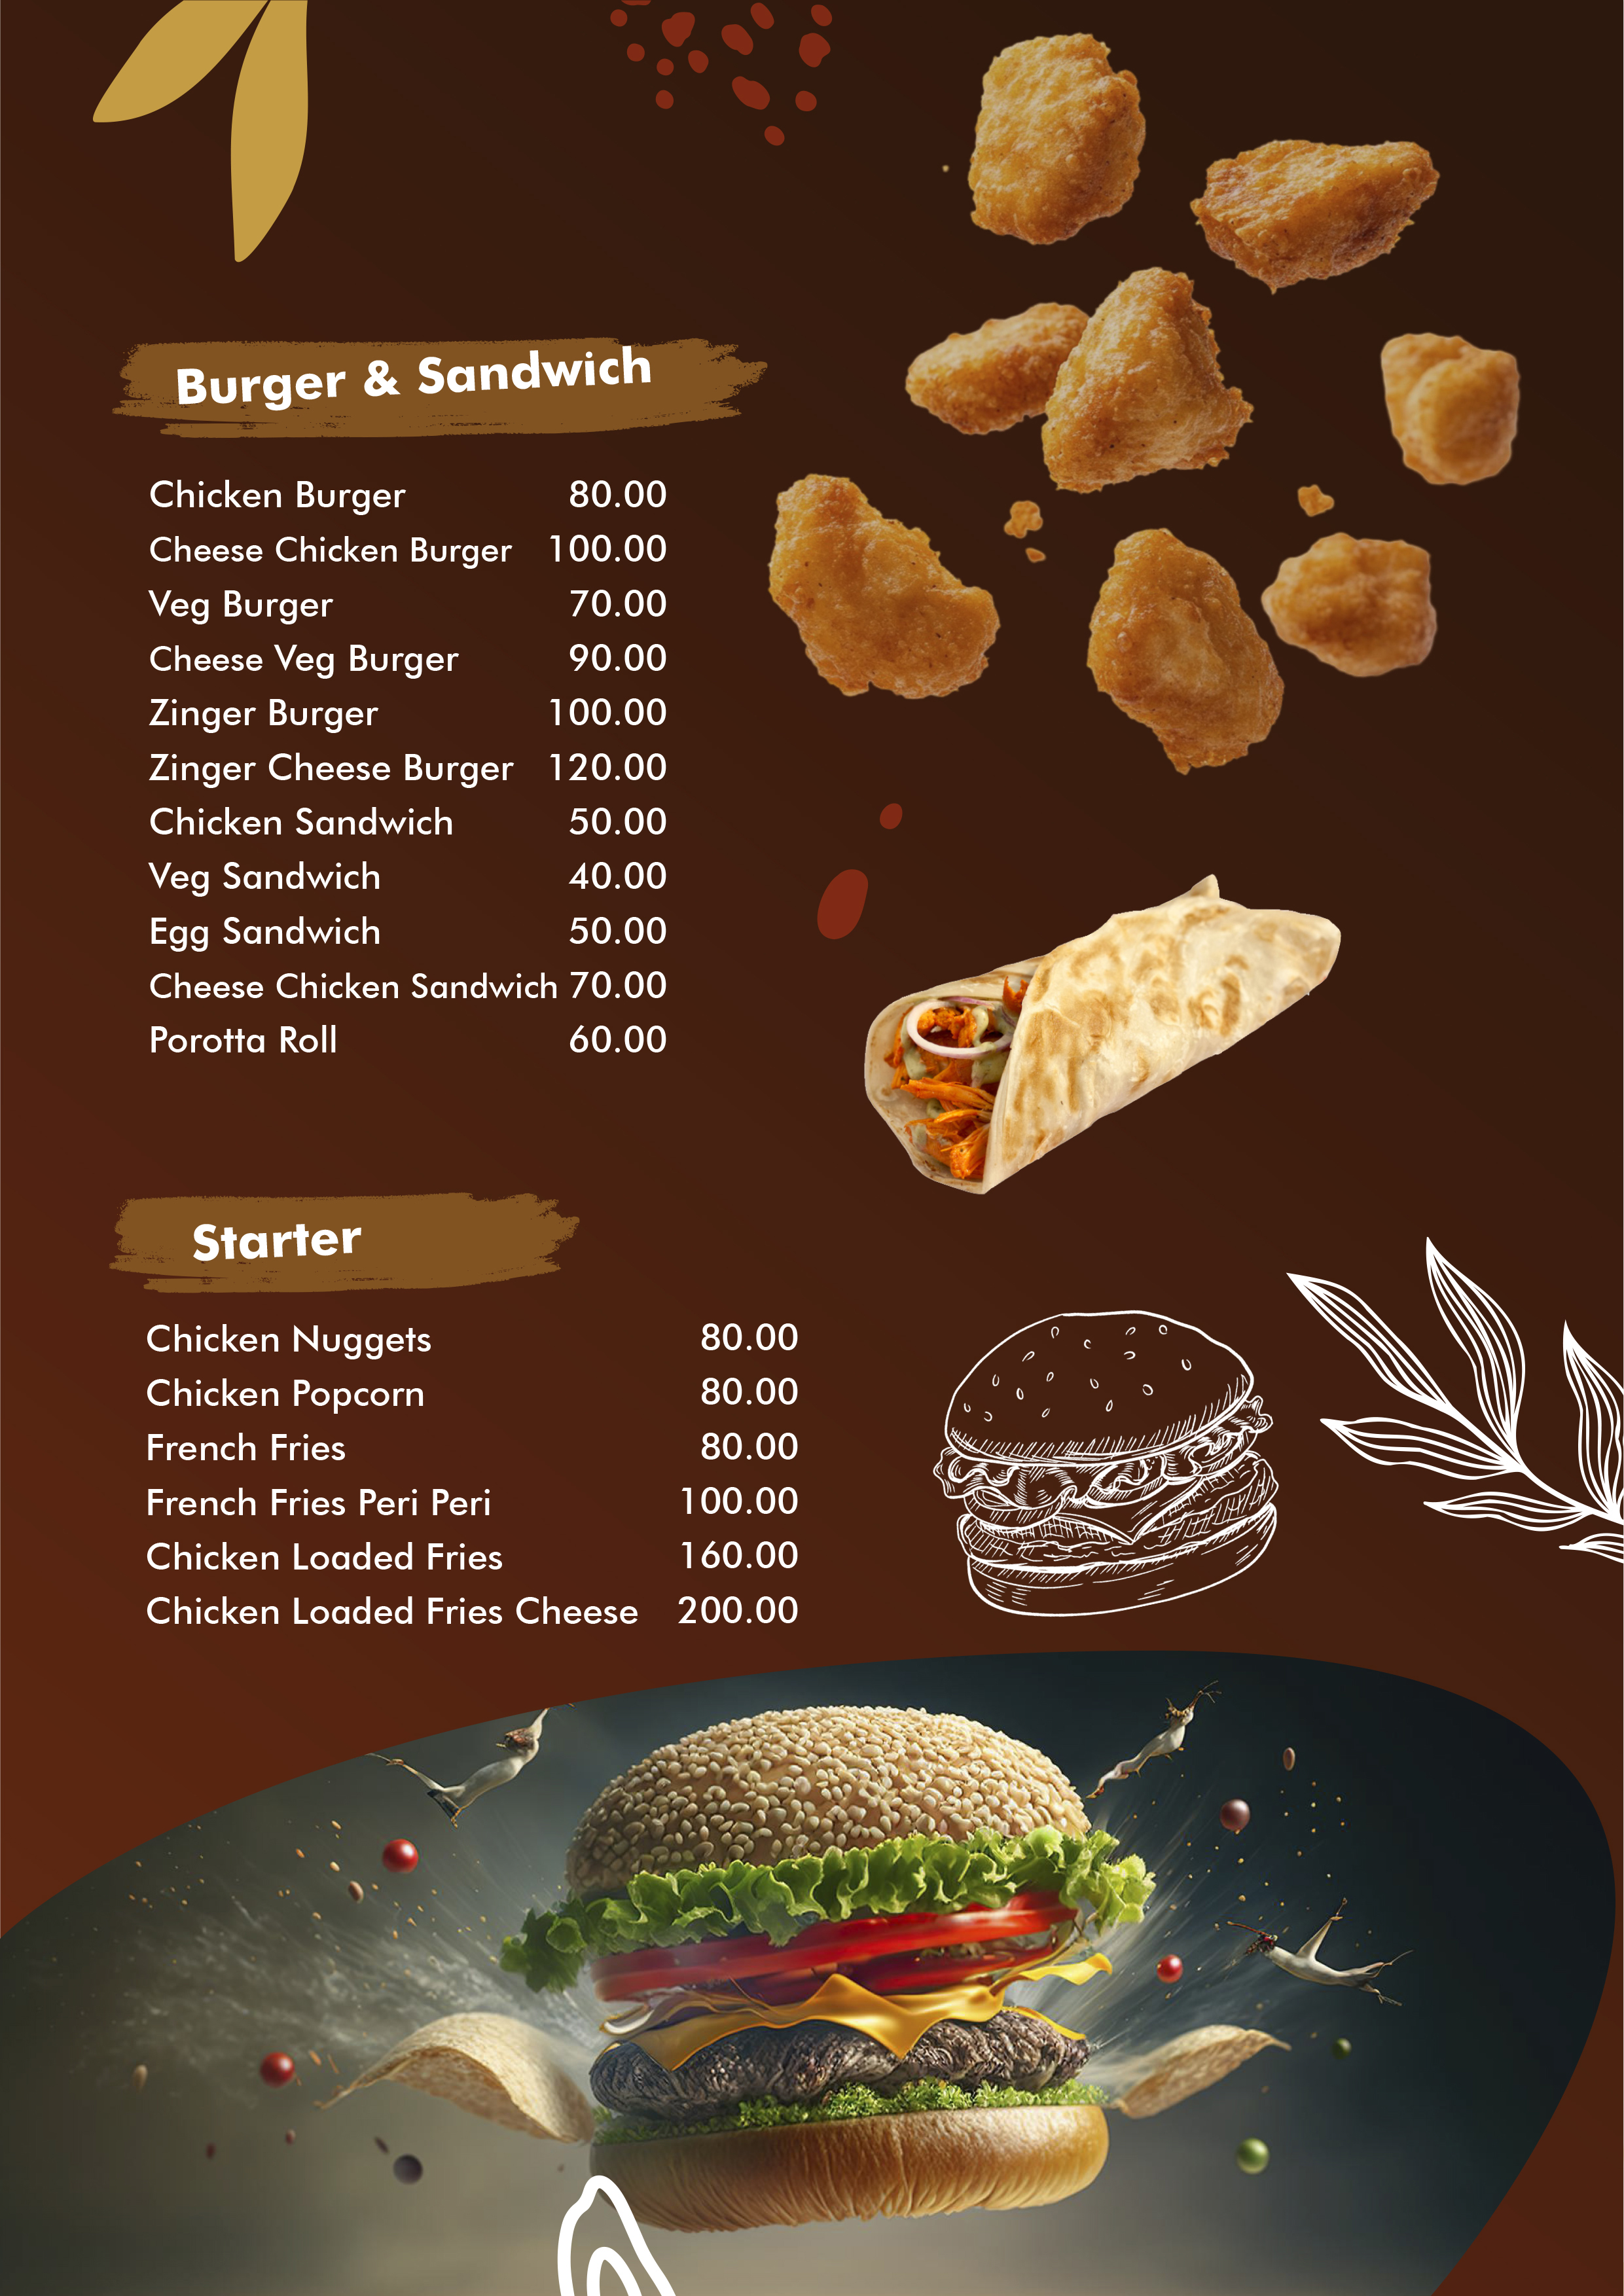 Burger & Sandwich
Chicken Burger 80.00
Cheese Chicken Burger 100.00
Veg Burger 70.00
Cheese Veg Burger 90.00
Zinger Burger 100.00
Zinger Cheese Burger 120.00
Chicken Sandwich 50.00
Veg Sandwich 40.00
Egg Sandwich 50.00
Cheese Chicken Sandwich 70.00
Porotta Roll 60.00
Starter
Chicken Nuggets 80.00
Chicken Popcorn 80.00
French Fries 80.00
French Fries Peri Peri 100.00
Chicken Loaded Fries 160.00
Chicken Loaded Fries Cheese 200.00